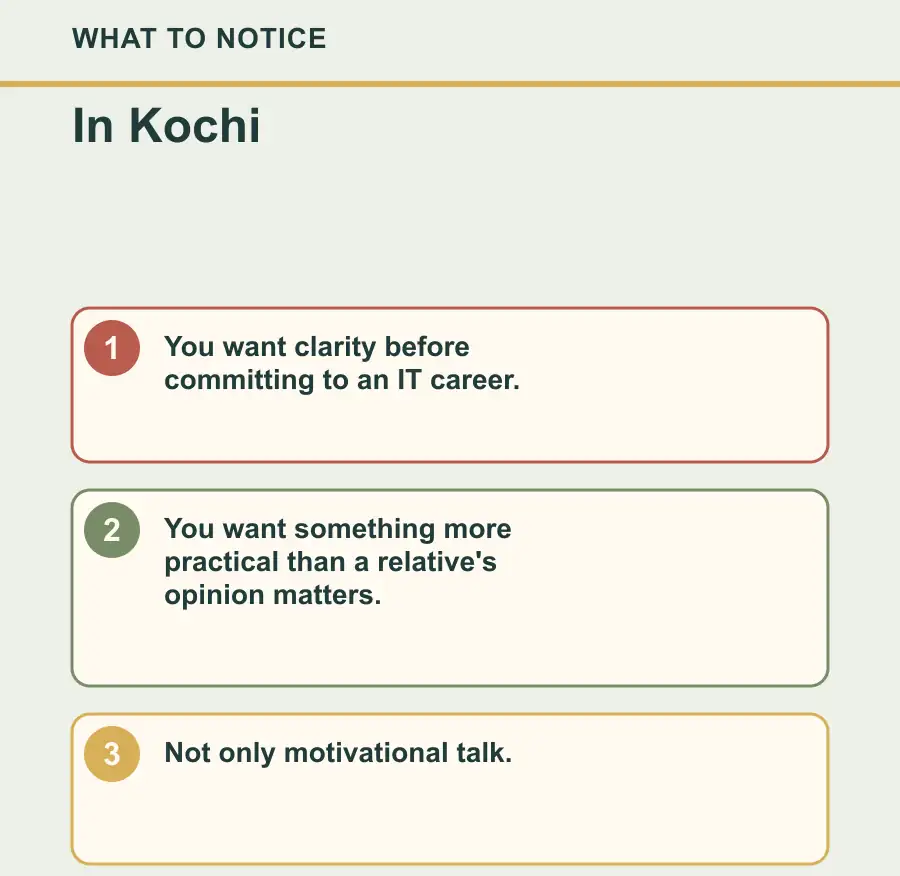 WHAT TO NOTICE
In Kochi
1
You want clarity before
committing to an IT career.
2
You want something more
practical than a relative's
opinion matters.
3
Not only motivational talk.